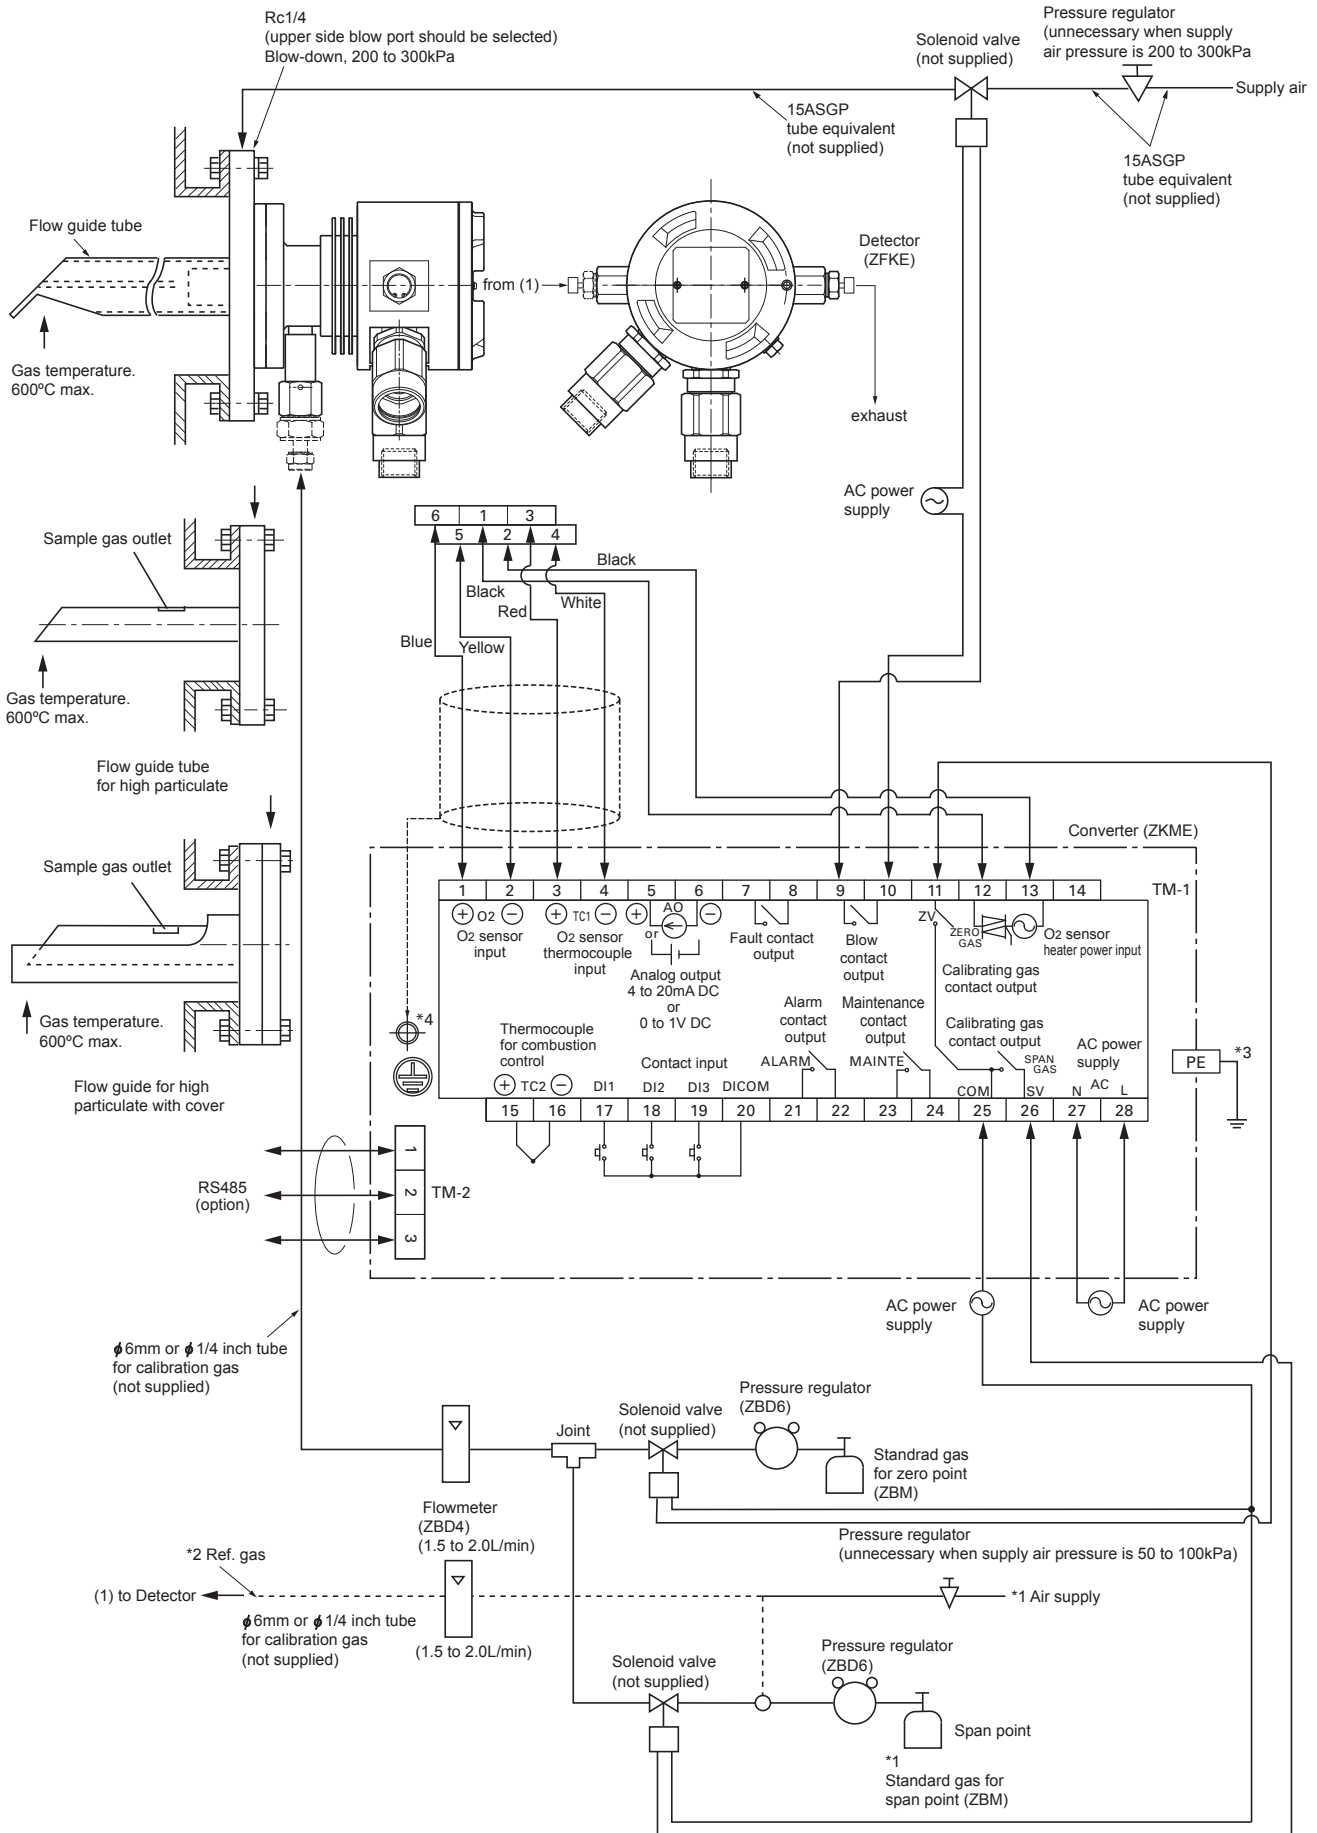 Rc1/4
(upper side blow port should be selected)
Blow-down, 200 to 300kPa
Solenoid valve
(not supplied)
Pressure regulator
(unnecessary when supply
air pressure is 200 to 300kPa
Supply air
15ASGP
tube equivalent
(not supplied)
15ASGP
tube equivalent
(not supplied)
Flow guide tube
Gas temperature.
600ºC max.
from (1)
Detector
(ZFKE)
exhaust
AC power
supply
6 1 3
5 2 4
Black
Black
White
Red
Blue
Yellow
Sample gas outlet
Gas temperature.
600ºC max.
Flow guide tube
for high particulate
Sample gas outlet
Gas temperature.
600ºC max.
Flow guide for high
particulate with cover
Converter (ZKME)
1 2 3 4 5 6 7 8 9 10 11 12 13 14
TM-1
+ O2 −
O2 sensor
input
+ TC1 −
O2 sensor
thermocouple
input
+ AO −
or
Analog output
4 to 20mA DC
or
0 to 1V DC
Fault contact
output
Blow
contact
output
ZV
ZERO
GAS
Calibrating gas
contact output
O2 sensor
heater power input
*4
Thermocouple
for combustion
control
+ TC2 −
Contact input
DI1 DI2 DI3 DICOM
Alarm
contact
output
ALARM
Maintenance
contact
output
MAINTE
Calibrating gas
contact output
SPAN
GAS
COM SV
AC power
supply
N AC L
PE
*3
15 16 17 18 19 20 21 22 23 24 25 26 27 28
1
2
3
TM-2
RS485
(option)
AC power
supply
AC power
supply
ϕ6mm or ϕ1/4 inch tube
for calibration gas
(not supplied)
Joint
Solenoid valve
(not supplied)
Pressure regulator
(ZBD6)
Standrad gas
for zero point
(ZBM)
Flowmeter
(ZBD4)
(1.5 to 2.0L/min)
Pressure regulator
(unnecessary when supply air pressure is 50 to 100kPa)
*2 Ref. gas
(1) to Detector
*1 Air supply
ϕ6mm or ϕ1/4 inch tube
for calibration gas
(not supplied)
(1.5 to 2.0L/min)
Solenoid valve
(not supplied)
Pressure regulator
(ZBD6)
Span point
*1
Standard gas for
span point (ZBM)